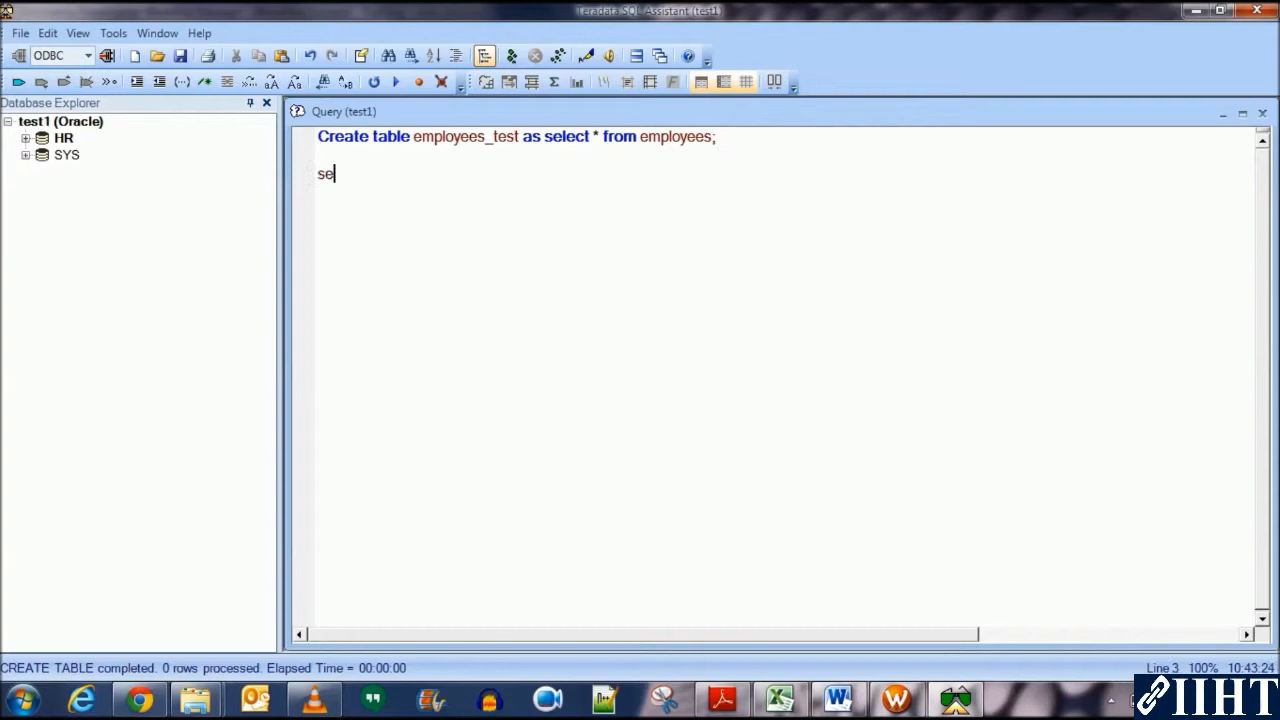 Teradata SQL Assistant (test1)
File Edit View Tools Window Help
ODBC
Database Explorer
Query (test1)
test1 (Oracle)
HR
SYS
Create table employees_test as select * from employees;
se
CREATE TABLE completed. 0 rows processed. Elapsed Time = 00:00:00
Line 3 100% 10:43:24
IIHT